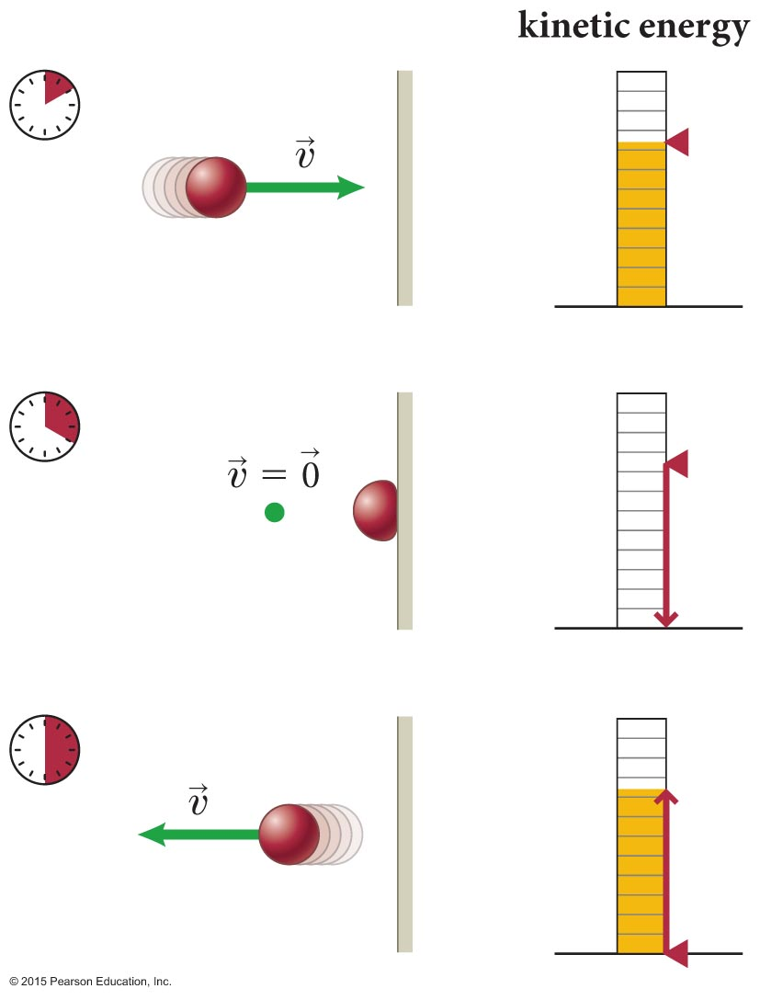 kinetic energy
v⃗
v⃗ = 0⃗
v⃗
© 2015 Pearson Education, Inc.